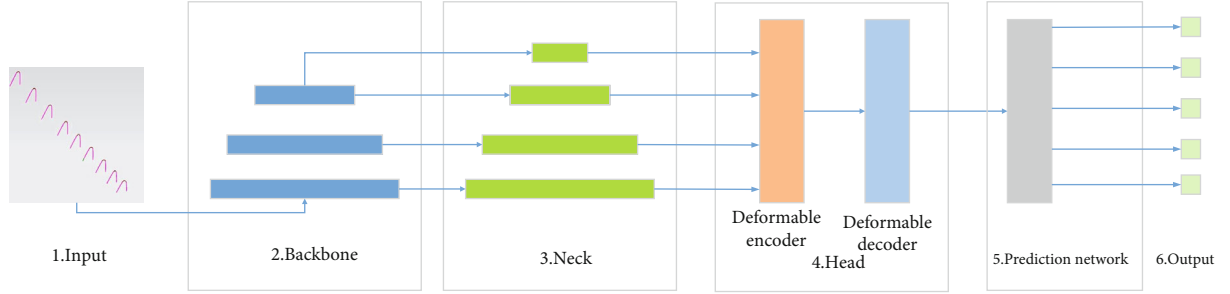 1.Input
2.Backbone
3.Neck
Deformable
encoder
Deformable
decoder
4.Head
5.Prediction network
6.Output